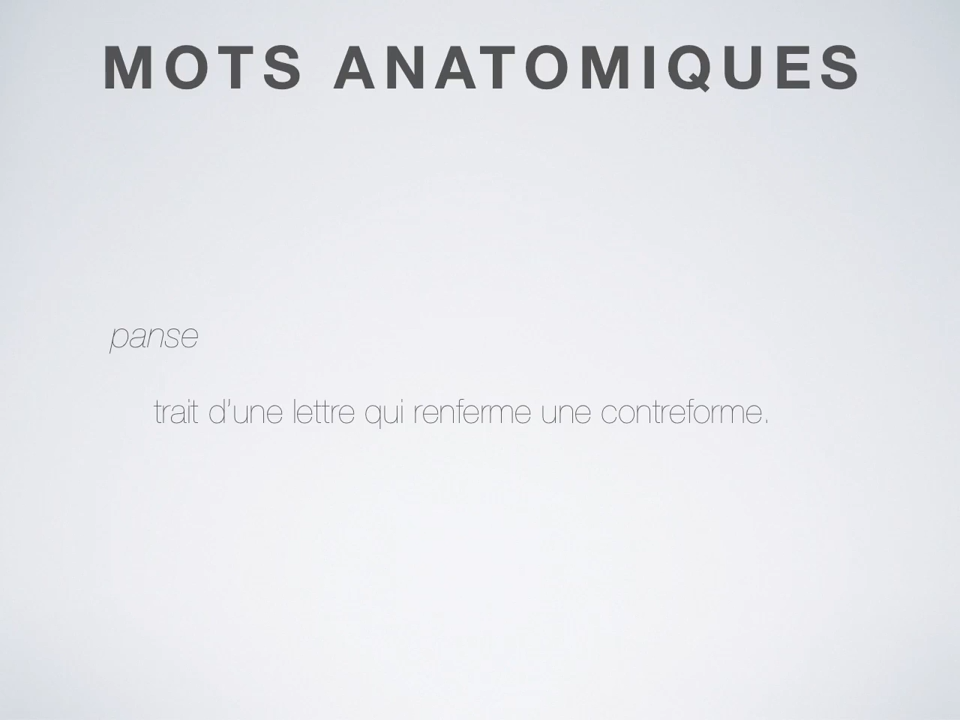 MOTS ANATOMIQUES
panse
trait d'une lettre qui renferme une contreforme.